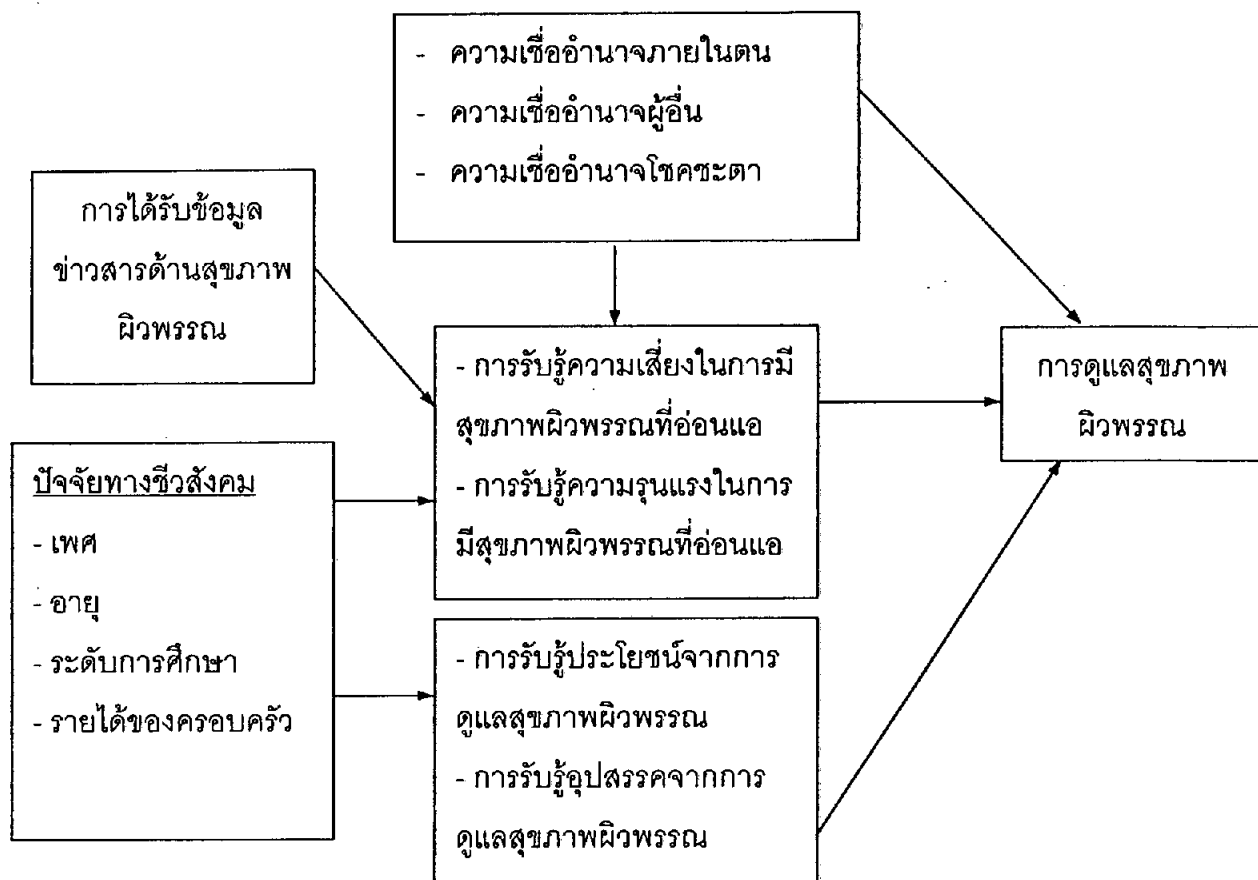 - ความเชื่ออำนาจภายในตน
- ความเชื่ออำนาจผู้อื่น
- ความเชื่ออำนาจโชคชะตา
การได้รับข้อมูล
ข่าวสารด้านสุขภาพ
ผิวพรรณ
- การรับรู้ความเสี่ยงในการมี
สุขภาพผิวพรรณที่อ่อนแอ
- การรับรู้ความรุนแรงในการ
มีสุขภาพผิวพรรณที่อ่อนแอ
การดูแลสุขภาพ
ผิวพรรณ
ปัจจัยทางชีวสังคม
- เพศ
- อายุ
- ระดับการศึกษา
- รายได้ของครอบครัว
- การรับรู้ประโยชน์จากการ
ดูแลสุขภาพผิวพรรณ
- การรับรู้อุปสรรคจากการ
ดูแลสุขภาพผิวพรรณ